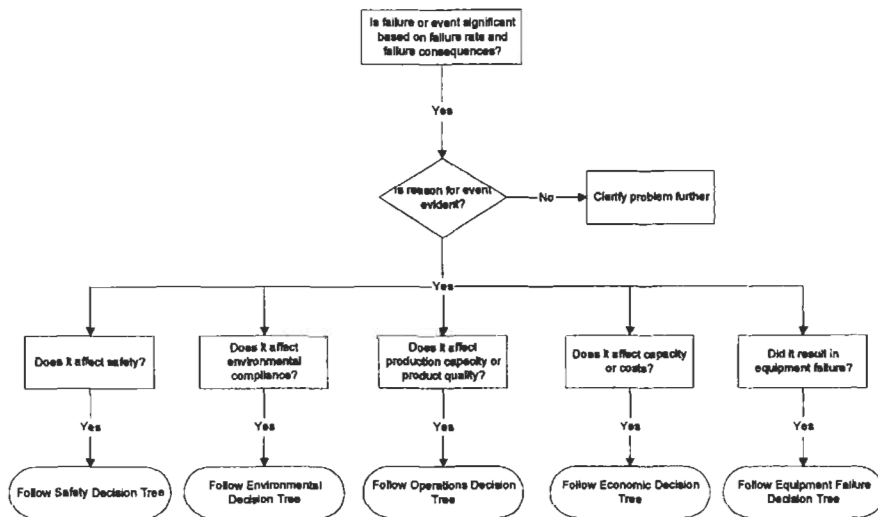 Is failure or event significant
based on failure rate and
failure consequences?
Yes
Is reason for event
evident?
No
Clarify problem further
Yes
Does it affect safety?
Does it affect
environmental
compliance?
Does it affect
production capacity or
product quality?
Does it affect capacity
or costs?
Did it result in
equipment failure?
Yes
Yes
Yes
Yes
Yes
Follow Safety Decision Tree
Follow Environmental
Decision Tree
Follow Operations Decision
Tree
Follow Economic Decision
Tree
Follow Equipment Failure
Decision Tree